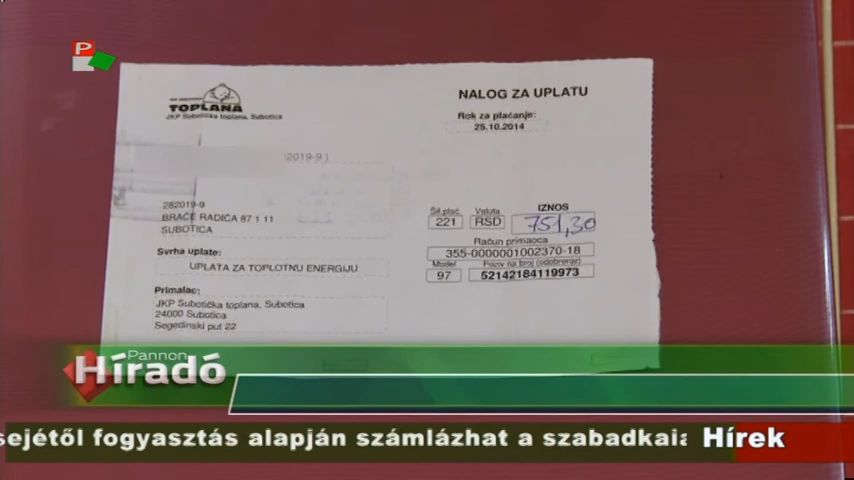 P
TOPLANA
JKP Subotička toplana, Subotica
NALOG ZA UPLATU
Rok za plaćanje:
25.10.2014
2019-9)
282019-9
BRAĆE RADIĆA 87 1 11
SUBOTICA
Šif.plać. Valuta IZNOS
221 RSD 751,30
Račun primaoca
355-0000001002370-18
Model Poziv na broj (odobrenje)
97 52142184119973
Svrha uplate:
UPLATA ZA TOPLOTNU ENERGIJU
Primalac:
JKP Subotička toplana, Subotica
24000 Subotica
Segedinski put 22
Pannon
Híradó
sejétől fogyasztás alapján számlázhat a szabadkai
Hírek